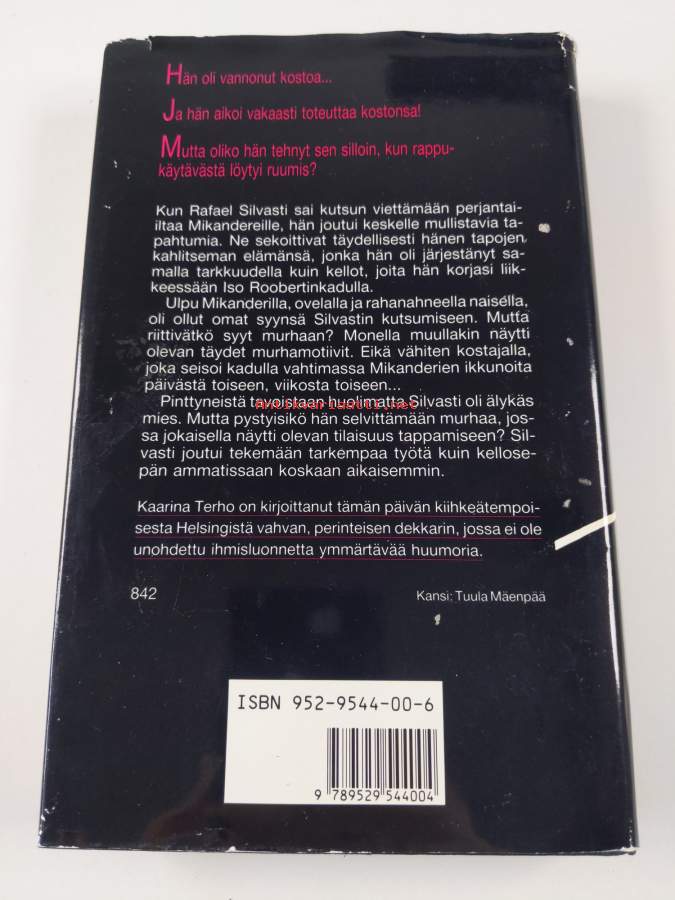 Hän oli vannonut kostoa...
Ja hän aikoi vakaasti toteuttaa kostonsa!
Mutta oliko hän tehnyt sen silloin, kun rappu-
käytävästä löytyi ruumis?
Kun Rafael Silvasti sai kutsun viettämään perjantai-
iltaa Mikandereille, hän joutui keskelle mullistavia ta-
pahtumia. Ne sekoittivat täydellisesti hänen tapojen
kahlitseman elämänsä, jonka hän oli järjestänyt sa-
malla tarkkuudella kuin kellot, joita hän korjasi liik-
keessään Iso Roobertinkadulla.
Ulpu Mikanderilla, ovelalla ja rahanahneella naisella,
oli ollut omat syynsä Silvastin kutsumiseen. Mutta
riittivätkö syyt murhaan? Monella muullakin näytti
olevan täydet murhamotiivit. Eikä vähiten kostajalla,
joka seisoi kadulla vahtimassa Mikanderien ikkunoita
päivästä toiseen, viikosta toiseen...
Pinttyneistä tavoistaan huolimatta Silvasti oli älykäs
antikvariaatti.net
mies. Mutta pystyisikö hän selvittämään murhaa, jos-
sa jokaisella näytti olevan tilaisuus tappamiseen? Sil-
vasti joutui tekemään tarkempaa työtä kuin kellose-
pän ammatissaan koskaan aikaisemmin.
Kaarina Terho on kirjoittanut tämän päivän kiihkeätempoi-
sesta Helsingistä vahvan, perinteisen dekkarin, jossa ei ole
unohdettu ihmisluonnetta ymmärtävää huumoria.
842
Kansi: Tuula Mäenpää
ISBN 952-9544-00-6
9 789529 544004